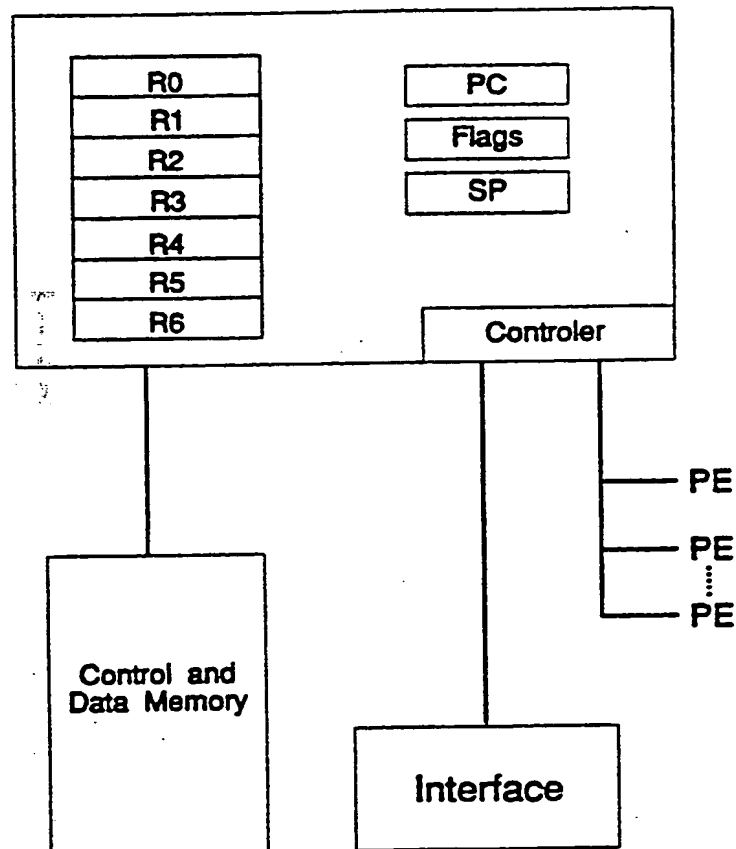 R0
R1
R2
R3
R4
R5
R6
PC
Flags
SP
Controler
PE
PE
PE
Control and
Data Memory
Interface